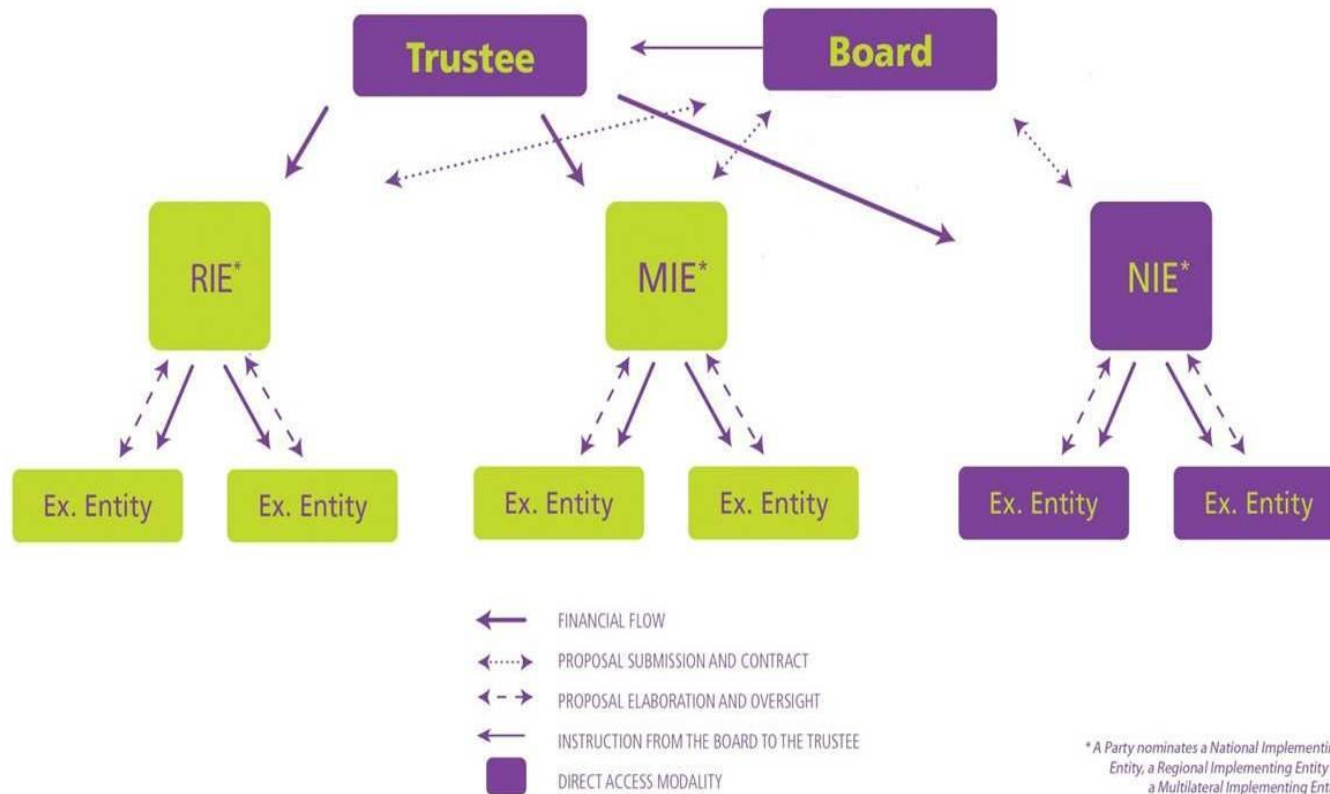 Trustee
Board
RIE*
MIE*
NIE*
Ex. Entity
Ex. Entity
Ex. Entity
Ex. Entity
Ex. Entity
Ex. Entity
FINANCIAL FLOW
PROPOSAL SUBMISSION AND CONTRACT
PROPOSAL ELABORATION AND OVERSIGHT
INSTRUCTION FROM THE BOARD TO THE TRUSTEE
DIRECT ACCESS MODALITY
* A Party nominates a National Implementin
Entity, a Regional Implementing Entity
a Multilateral Implementing Ent